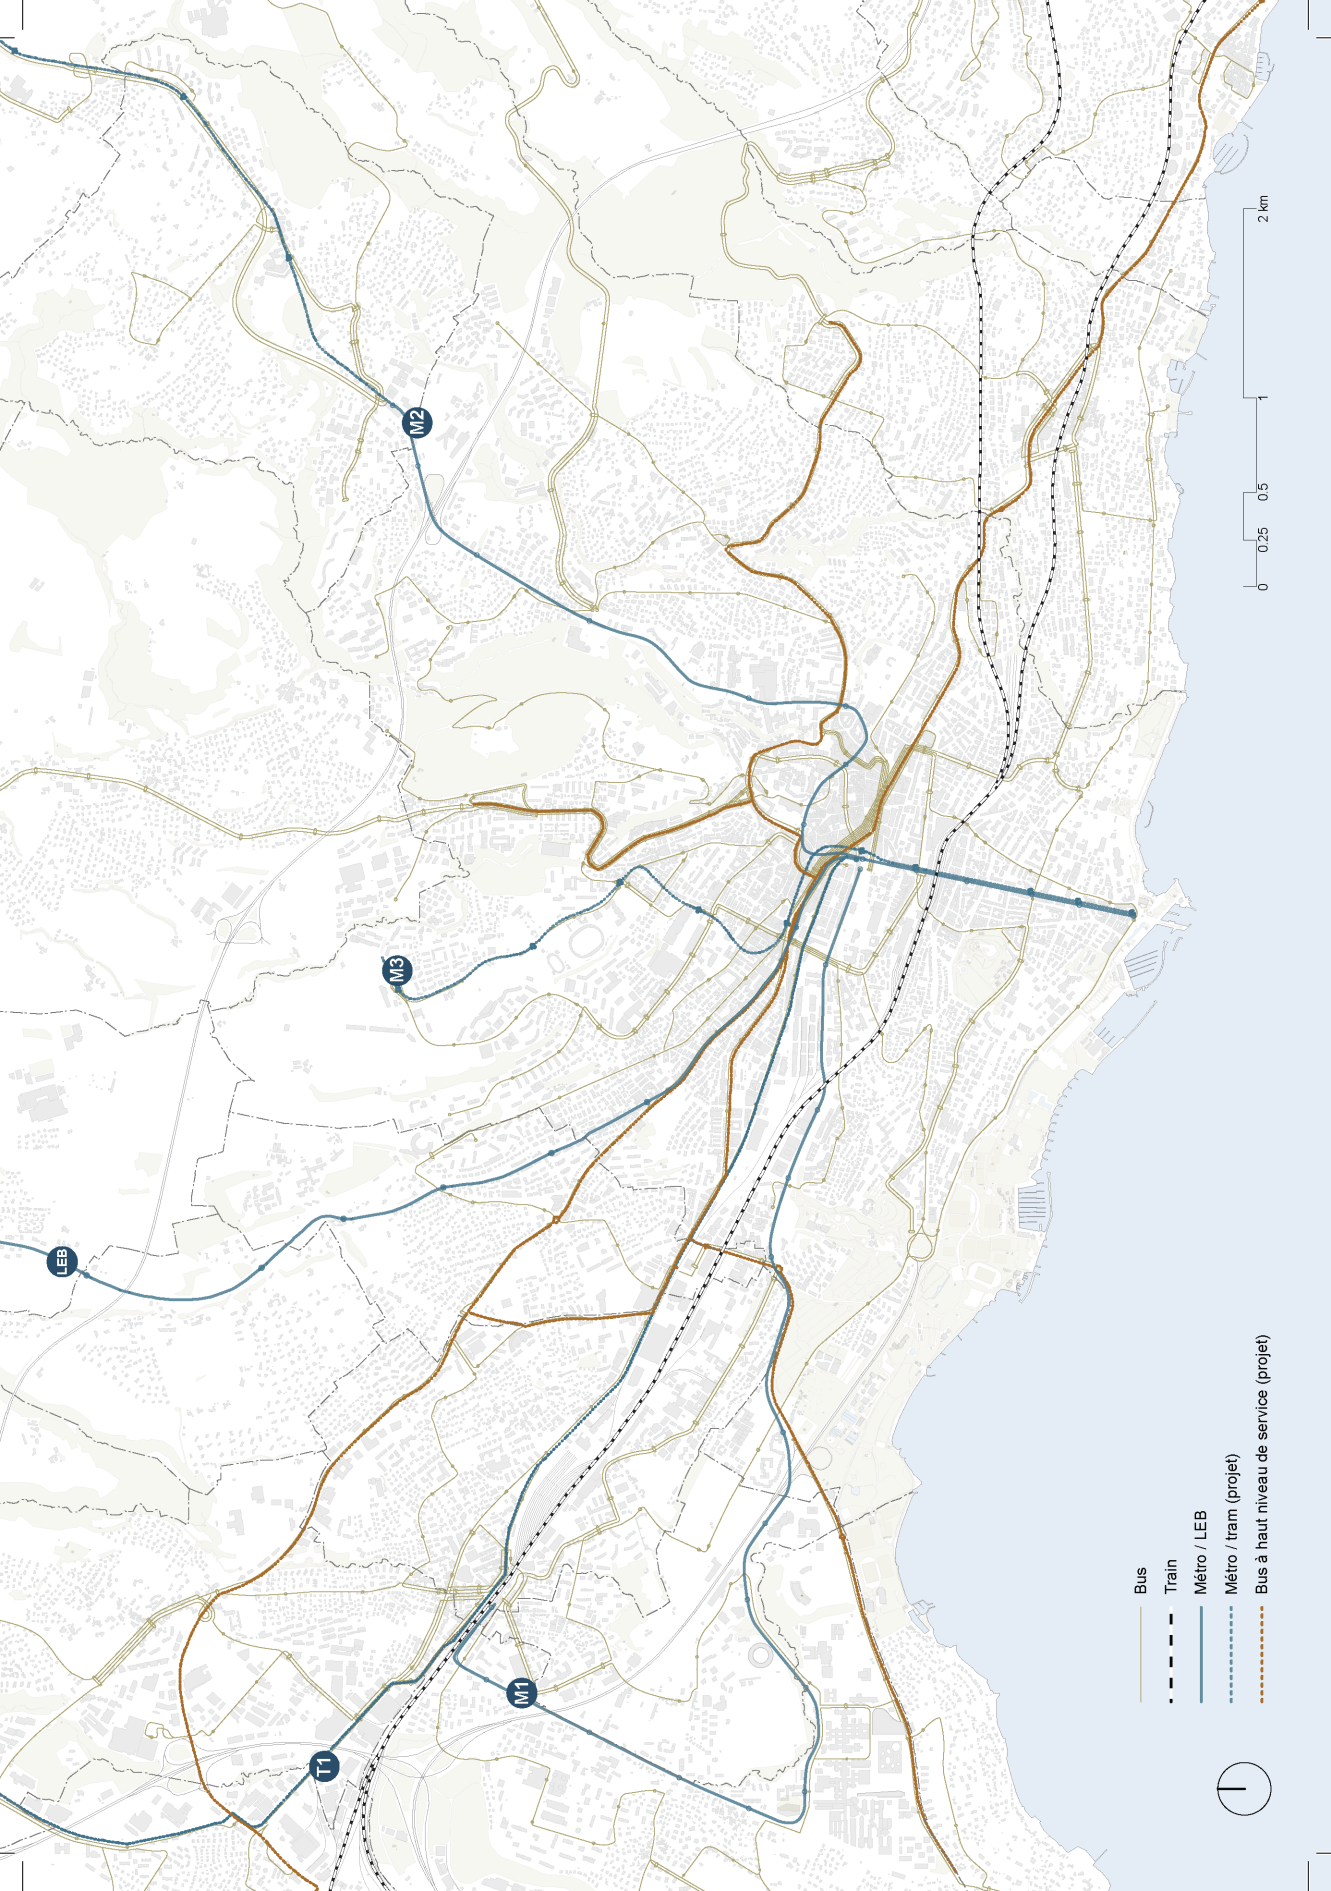 M2
M3
LEB
T1
M1
0
0.25
0.5
1
2 km
Bus
Train
Métro / LEB
Métro / tram (projet)
Bus à haut niveau de service (projet)